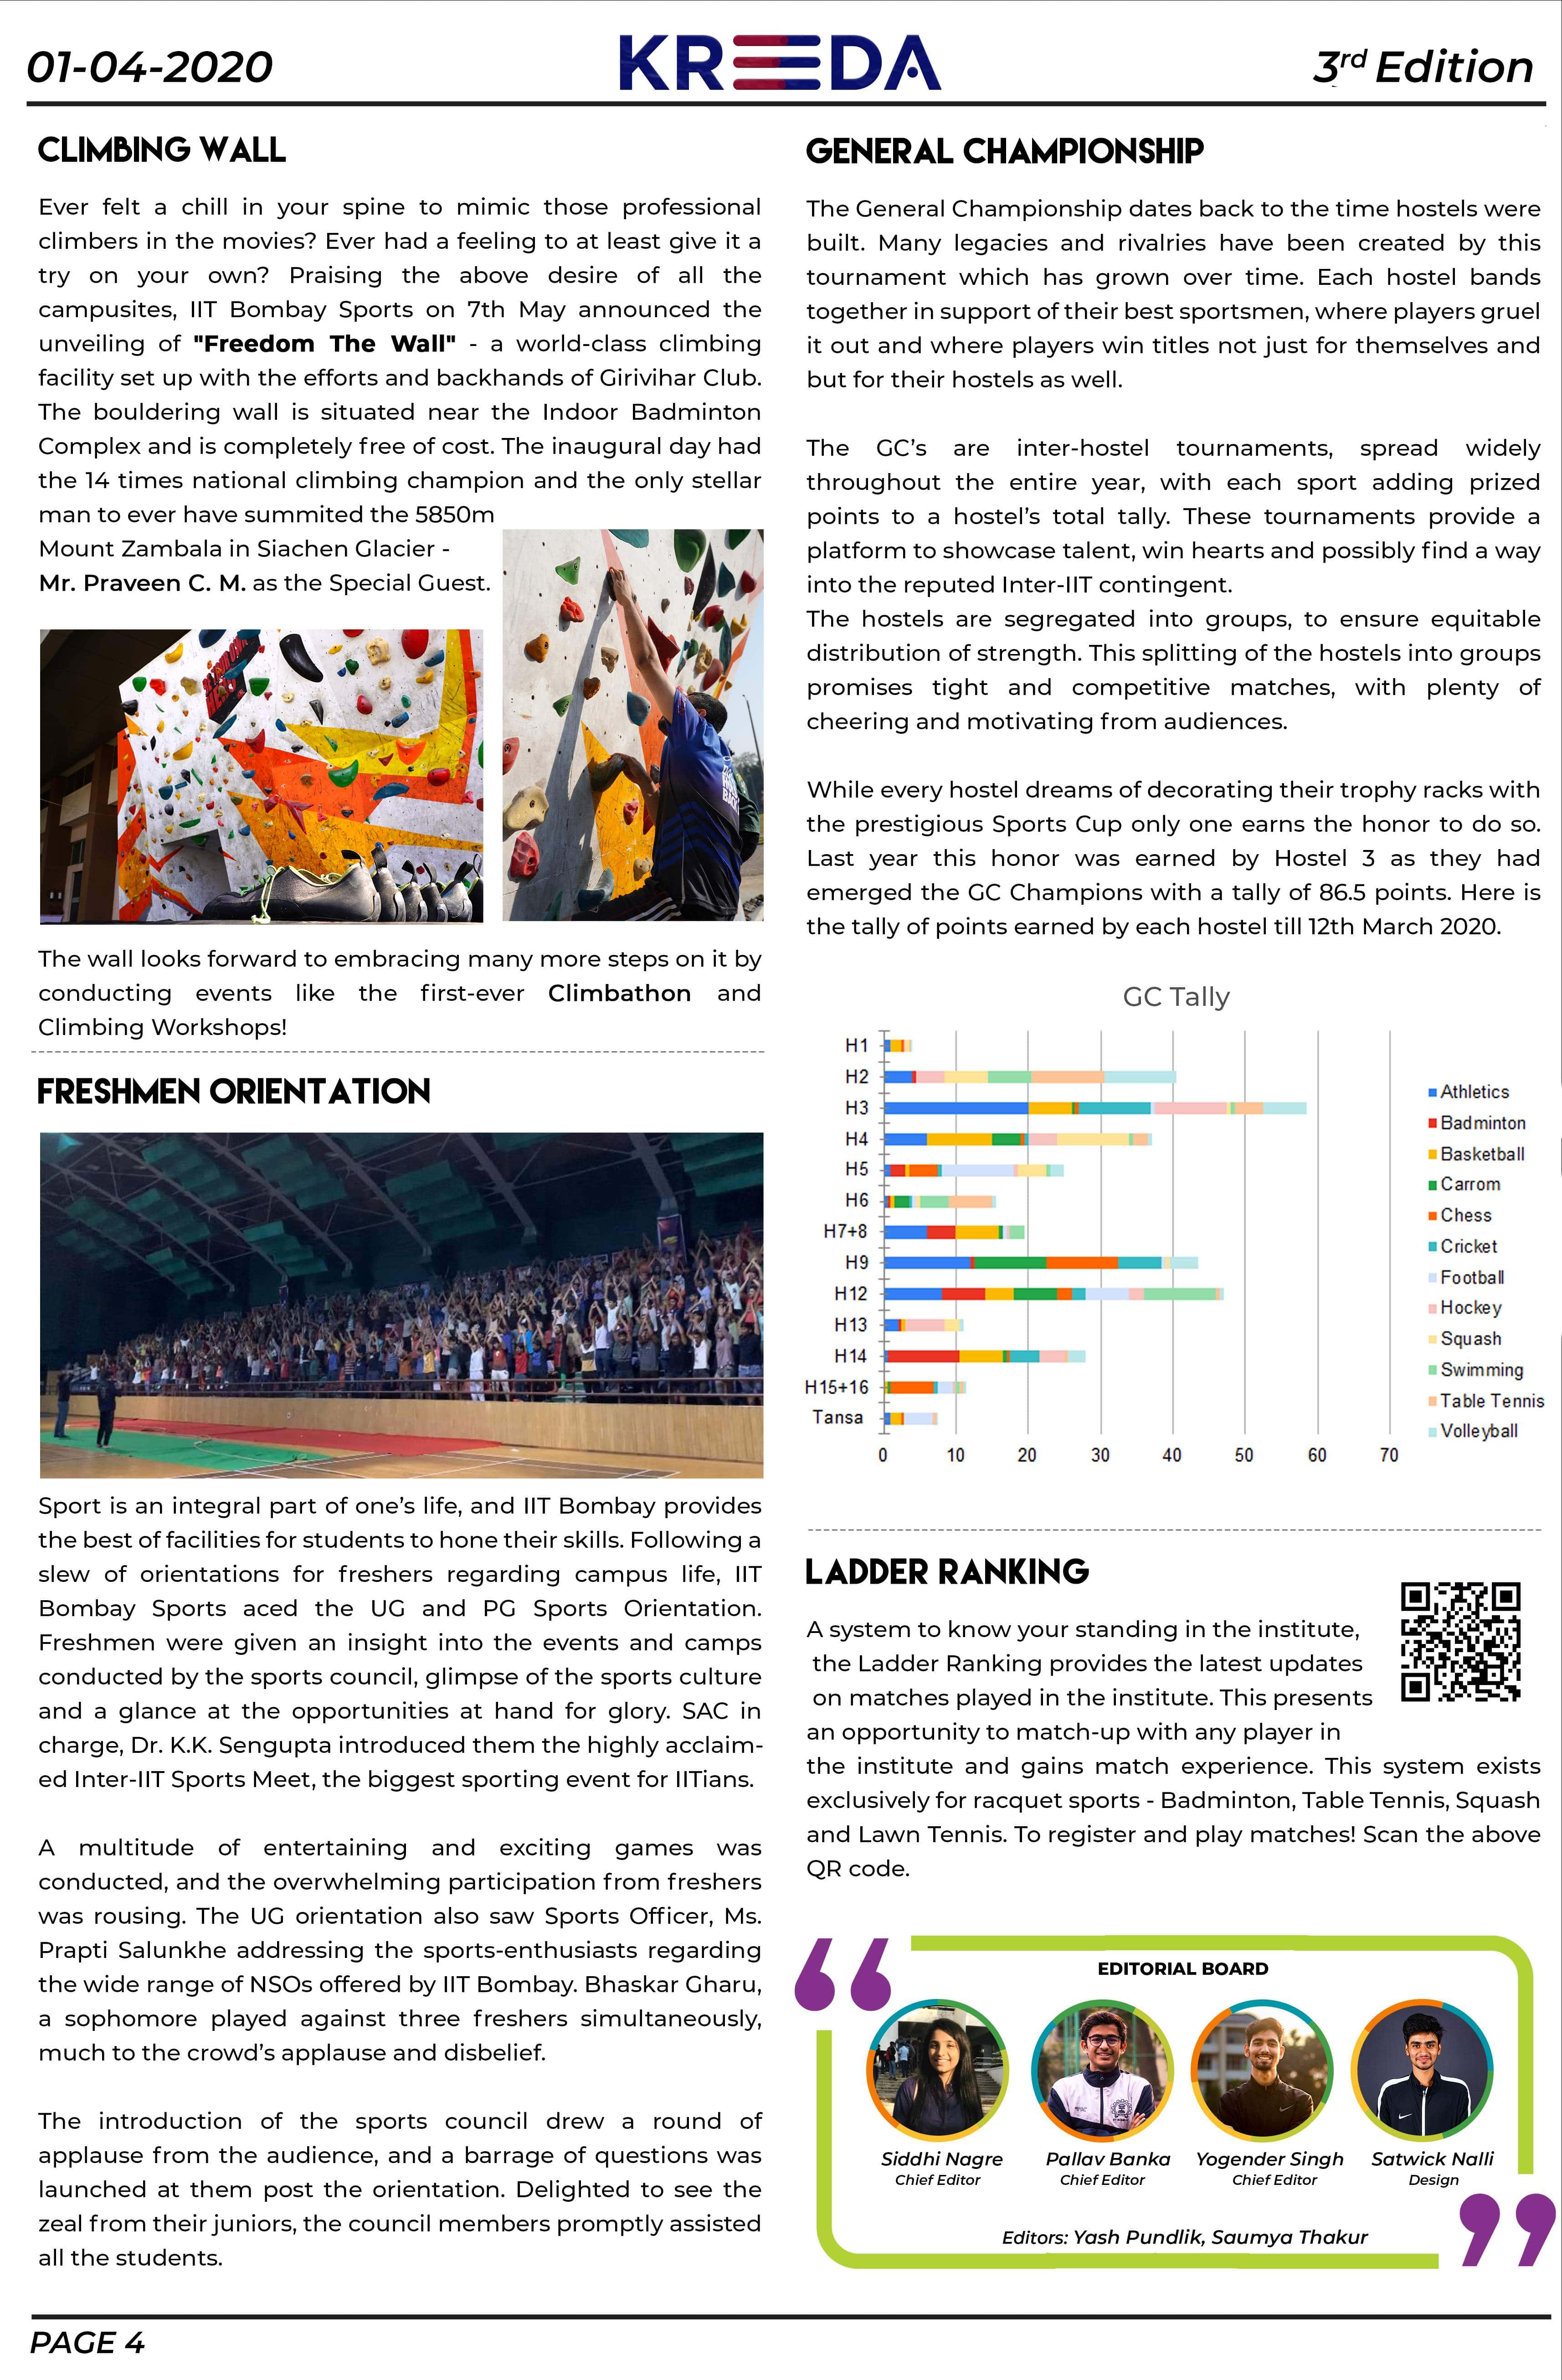 01-04-2020
KREEDA
3rd Edition
CLIMBING WALL
Ever felt a chill in your spine to mimic those professional
climbers in the movies? Ever had a feeling to at least give it a
try on your own? Praising the above desire of all the
campusites, IIT Bombay Sports on 7th May announced the
unveiling of "Freedom The Wall" - a world-class climbing
facility set up with the efforts and backhands of Girivihar Club.
The bouldering wall is situated near the Indoor Badminton
Complex and is completely free of cost. The inaugural day had
the 14 times national climbing champion and the only stellar
man to ever have summited the 5850m
Mount Zambala in Siachen Glacier -
Mr. Praveen C. M. as the Special Guest.
The wall looks forward to embracing many more steps on it by
conducting events like the first-ever Climbathon and
Climbing Workshops!
FRESHMEN ORIENTATION
Sport is an integral part of one's life, and IIT Bombay provides
the best of facilities for students to hone their skills. Following a
slew of orientations for freshers regarding campus life, IIT
Bombay Sports aced the UG and PG Sports Orientation.
Freshmen were given an insight into the events and camps
conducted by the sports council, glimpse of the sports culture
and a glance at the opportunities at hand for glory. SAC in
charge, Dr. K.K. Sengupta introduced them the highly acclaim-
ed Inter-IIT Sports Meet, the biggest sporting event for IITians.
A multitude of entertaining and exciting games was
conducted, and the overwhelming participation from freshers
was rousing. The UG orientation also saw Sports Officer, Ms.
Prapti Salunkhe addressing the sports-enthusiasts regarding
the wide range of NSOs offered by IIT Bombay. Bhaskar Gharu,
a sophomore played against three freshers simultaneously,
much to the crowd's applause and disbelief.
The introduction of the sports council drew a round of
applause from the audience, and a barrage of questions was
launched at them post the orientation. Delighted to see the
zeal from their juniors, the council members promptly assisted
all the students.
GENERAL CHAMPIONSHIP
The General Championship dates back to the time hostels were
built. Many legacies and rivalries have been created by this
tournament which has grown over time. Each hostel bands
together in support of their best sportsmen, where players gruel
it out and where players win titles not just for themselves and
but for their hostels as well.
The GC's are inter-hostel tournaments, spread widely
throughout the entire year, with each sport adding prized
points to a hostel's total tally. These tournaments provide a
platform to showcase talent, win hearts and possibly find a way
into the reputed Inter-IIT contingent.
The hostels are segregated into groups, to ensure equitable
distribution of strength. This splitting of the hostels into groups
promises tight and competitive matches, with plenty of
cheering and motivating from audiences.
While every hostel dreams of decorating their trophy racks with
the prestigious Sports Cup only one earns the honor to do so.
Last year this honor was earned by Hostel 3 as they had
emerged the GC Champions with a tally of 86.5 points. Here is
the tally of points earned by each hostel till 12th March 2020.
GC Tally
H1
H2
H3
H4
H5
H6
H7+8
H9
H12
H13
H14
H15+16
Tansa
0 10 20 30 40 50 60 70
Athletics
Badminton
Basketball
Carrom
Chess
Cricket
Football
Hockey
Squash
Swimming
Table Tennis
Volleyball
LADDER RANKING
A system to know your standing in the institute,
the Ladder Ranking provides the latest updates
on matches played in the institute. This presents
an opportunity to match-up with any player in
the institute and gains match experience. This system exists
exclusively for racquet sports - Badminton, Table Tennis, Squash
and Lawn Tennis. To register and play matches! Scan the above
QR code.
EDITORIAL BOARD
Siddhi Nagre Pallav Banka Yogender Singh Satwick Nalli
Chief Editor Chief Editor Chief Editor Design
Editors: Yash Pundlik, Saumya Thakur
PAGE 4